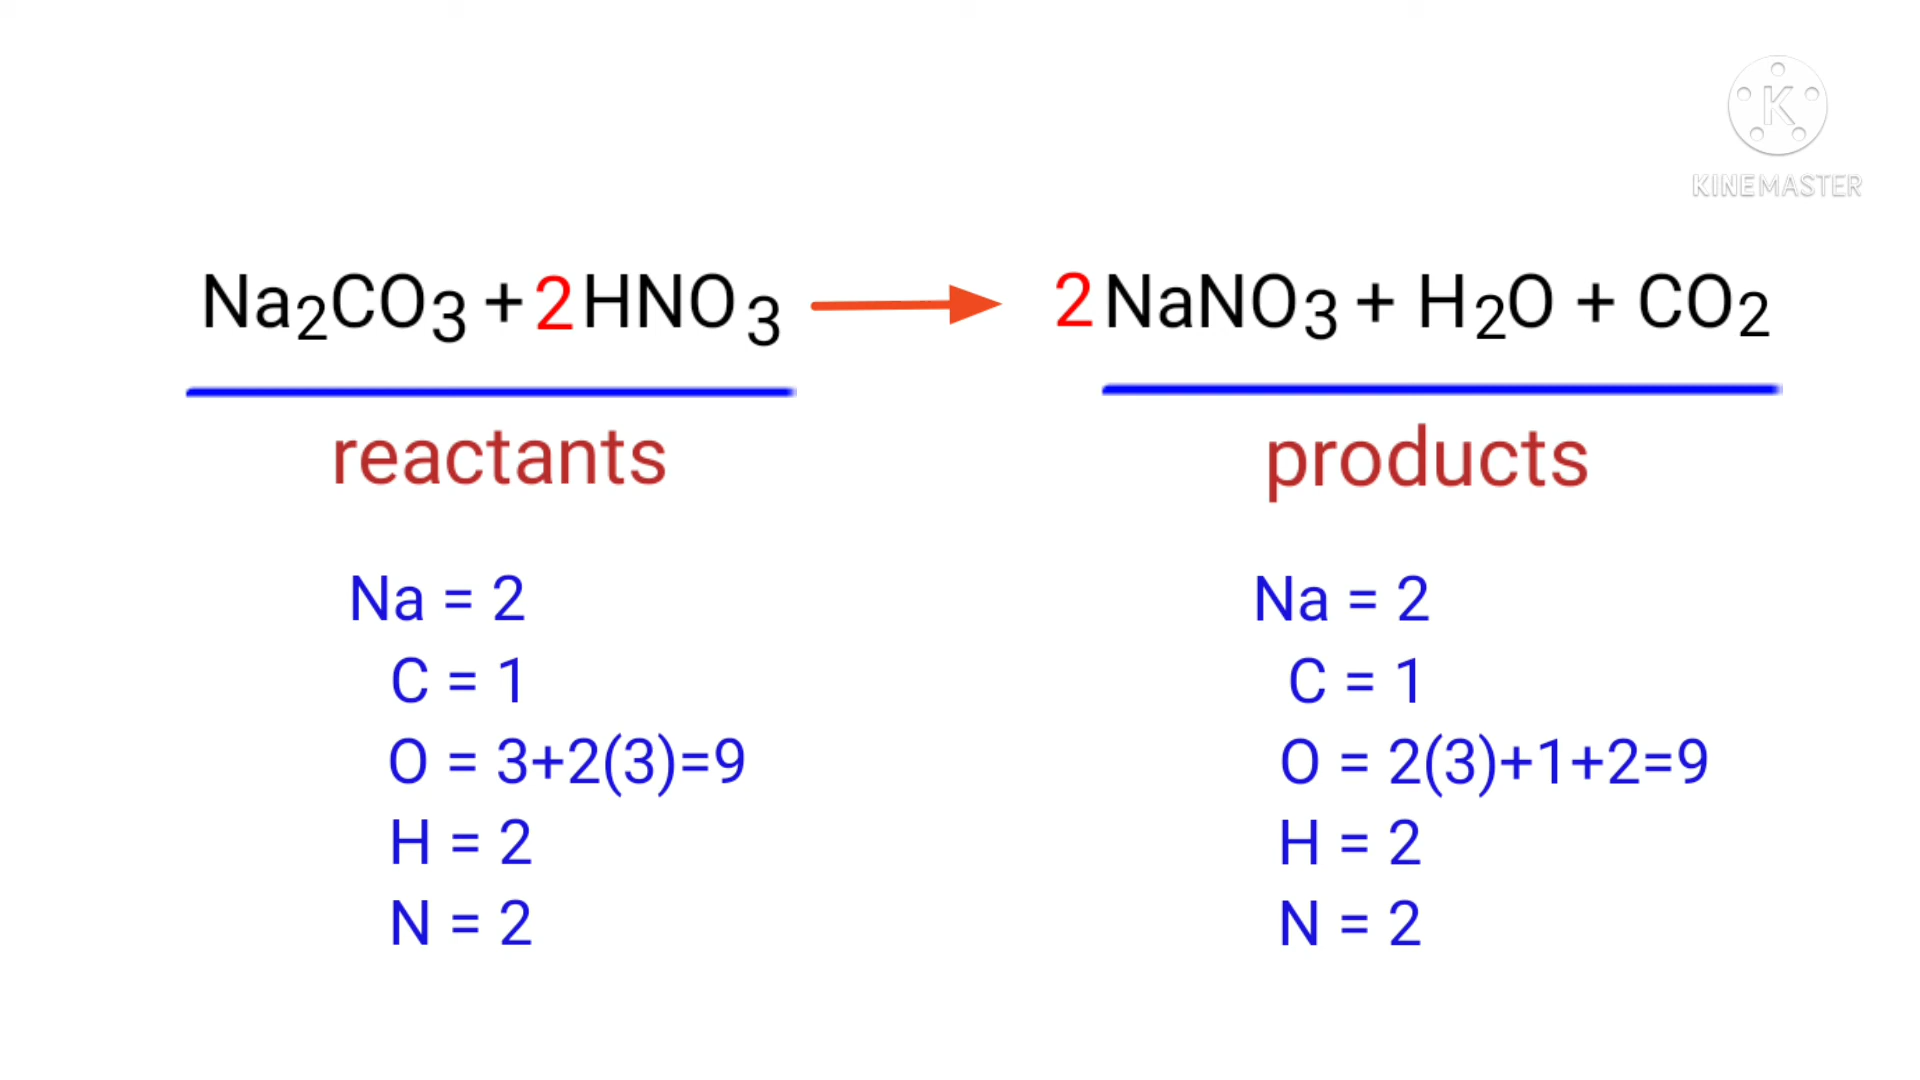 K
KINEMASTER
Na₂CO₃ + 2HNO₃ → 2NaNO₃ + H₂O + CO₂
reactants products
Na = 2 Na = 2
C = 1 C = 1
O = 3+2(3)=9 O = 2(3)+1+2=9
H = 2 H = 2
N = 2 N = 2